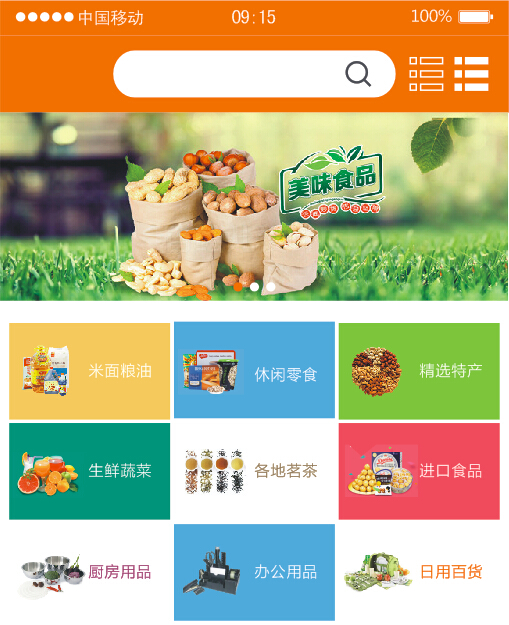 中国移动 09:15 100%
美味食品
米面粮油 休闲零食 精选特产
生鲜蔬菜 各地茗茶 进口食品
厨房用品 办公用品 日用百货